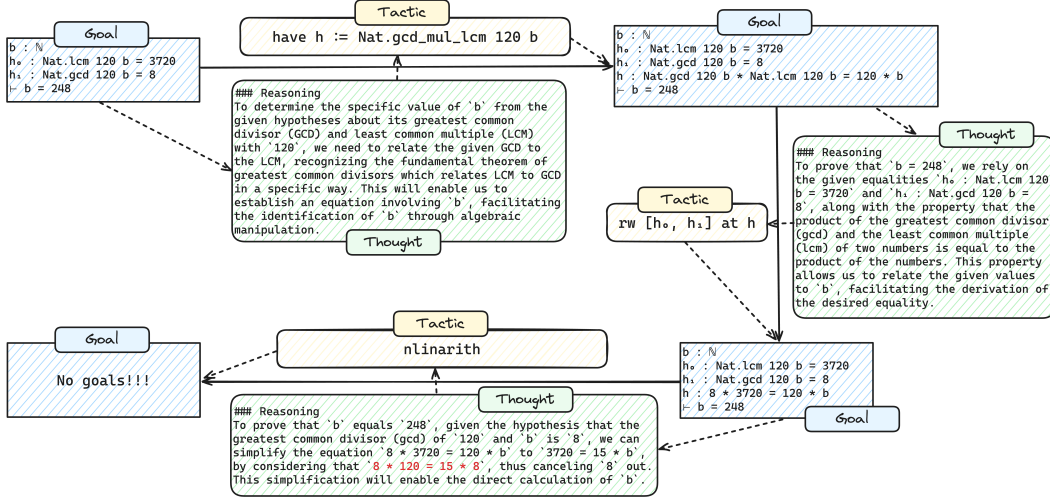 Goal
b : ℕ
h₀ : Nat.lcm 120 b = 3720
h₁ : Nat.gcd 120 b = 8
⊢ b = 248
Tactic
have h := Nat.gcd_mul_lcm 120 b
### Reasoning
To determine the specific value of `b` from the
given hypotheses about its greatest common
divisor (GCD) and least common multiple (LCM)
with `120`, we need to relate the given GCD to
the LCM, recognizing the fundamental theorem of
greatest common divisors which relates LCM to GCD
in a specific way. This will enable us to
establish an equation involving `b`, facilitating
the identification of `b` through algebraic
manipulation.
Thought
Goal
b : ℕ
h₀ : Nat.lcm 120 b = 3720
h₁ : Nat.gcd 120 b = 8
h : Nat.gcd 120 b * Nat.lcm 120 b = 120 * b
⊢ b = 248
Thought
### Reasoning
To prove that `b = 248`, we rely on
the given equalities `h₀ : Nat.lcm 120
b = 3720` and `h₁ : Nat.gcd 120 b =
8`, along with the property that the
product of the greatest common divisor
(gcd) and the least common multiple
(lcm) of two numbers is equal to the
product of the numbers. This property
allows us to relate the given values
to `b`, facilitating the derivation of
the desired equality.
Tactic
rw [h₀, h₁] at h
b : ℕ
h₀ : Nat.lcm 120 b = 3720
h₁ : Nat.gcd 120 b = 8
h : 8 * 3720 = 120 * b
⊢ b = 248
Goal
Thought
### Reasoning
To prove that `b` equals `248`, given the hypothesis that the
greatest common divisor (gcd) of `120` and `b` is `8`, we can
simplify the equation `8 * 3720 = 120 * b` to `3720 = 15 * b`,
by considering that `8 * 120 = 15 * 8`, thus canceling `8` out.
This simplification will enable the direct calculation of `b`.
Tactic
nlinarith
Goal
No goals!!!